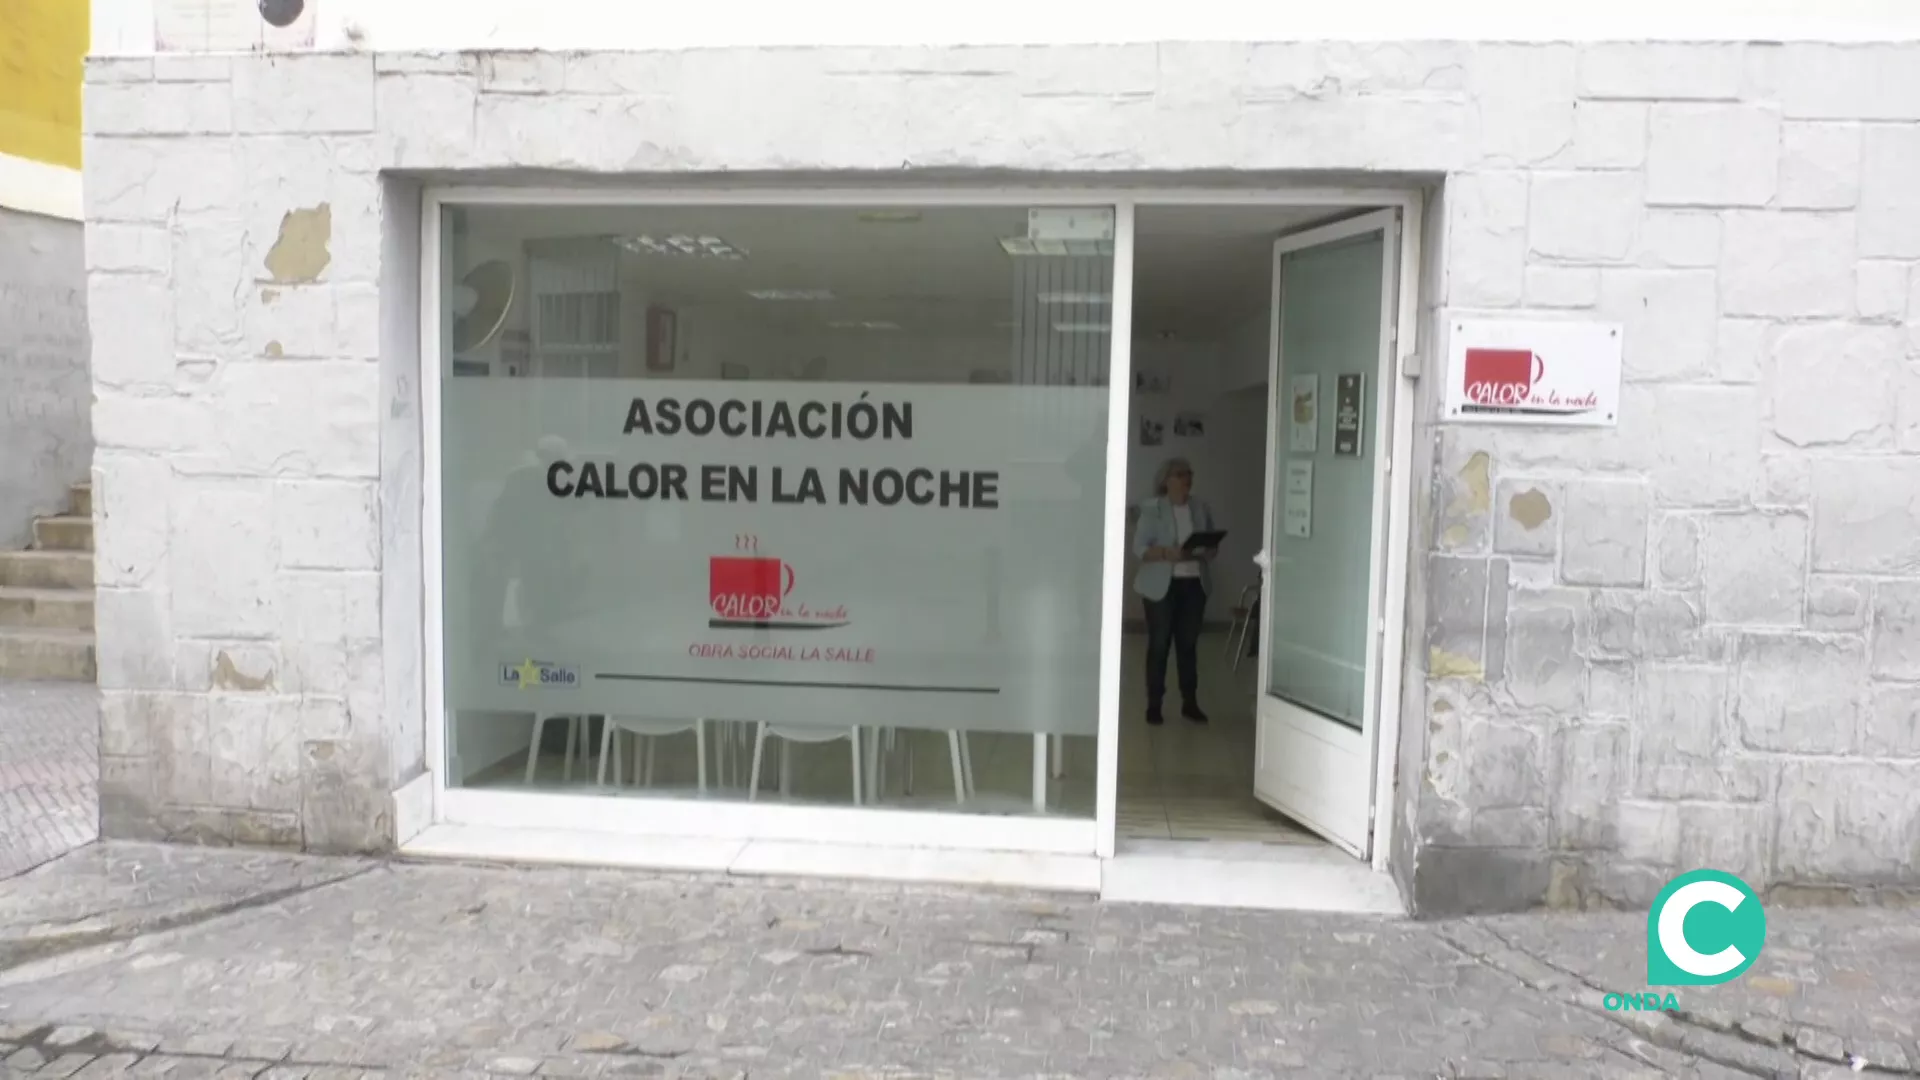 ASOCIACIÓN
CALOR EN LA NOCHE
CALOR en la noche
OBRA SOCIAL LA SALLE
La Salle
CALOR en la noche
C
ONDA